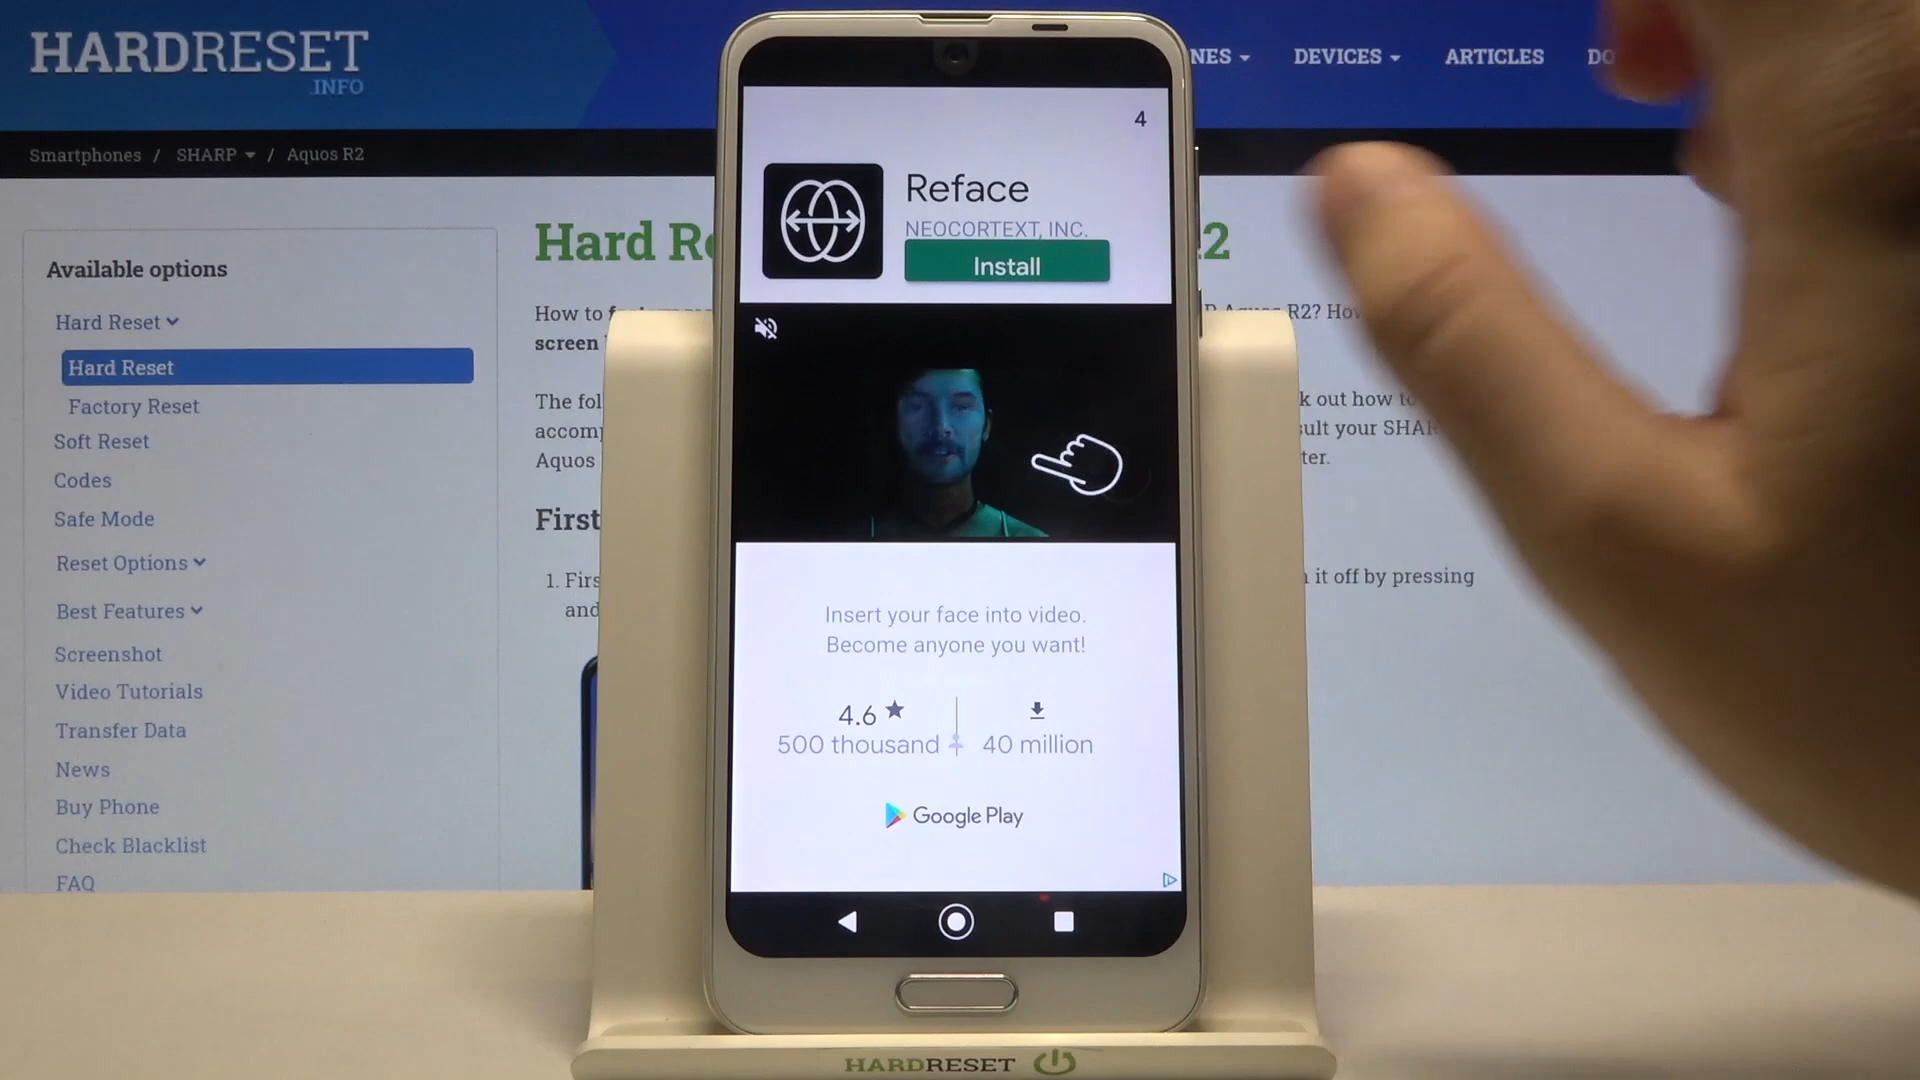 HARDRESET
.INFO
NES DEVICES ARTICLES DO
Smartphones / SHARP / Aquos R2
Available options
Hard Reset
Hard Reset
Factory Reset
Soft Reset
Codes
Safe Mode
Reset Options
Best Features
Screenshot
Video Tutorials
Transfer Data
News
Buy Phone
Check Blacklist
FAQ
Hard R 2
How to R2? How
screen
The fol k out how to
accom sult your SHAR
Aquos ter.
First
1. Firs it off by pressing
and
4
Reface
NEOCORTEXT, INC.
Install
Insert your face into video.
Become anyone you want!
4.6 ★
500 thousand 40 million
Google Play
HARDRESET